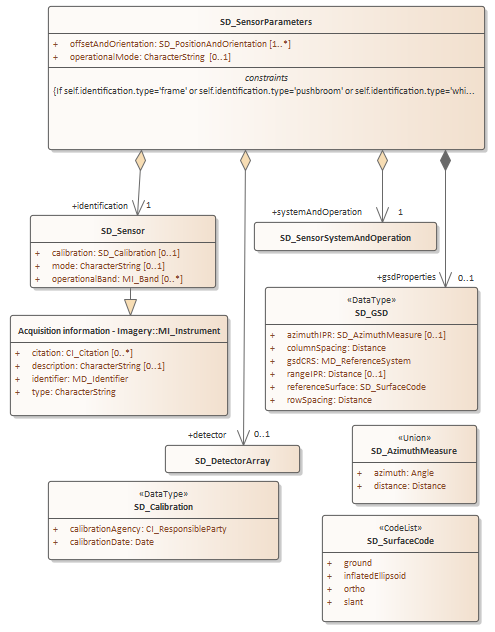 SD_SensorParameters
+ offsetAndOrientation: SD_PositionAndOrientation [1..*]
+ operationalMode: CharacterString [0..1]
constraints
{If self.identification.type='frame' or self.identification.type='pushbroom' or self.identification.type='whi...
+identification 1
+systemAndOperation 1
SD_Sensor
+ calibration: SD_Calibration [0..1]
+ mode: CharacterString [0..1]
+ operationalBand: MI_Band [0..*]
SD_SensorSystemAndOperation
+gsdProperties 0..1
«DataType»
SD_GSD
+ azimuthIPR: SD_AzimuthMeasure [0..1]
+ columnSpacing: Distance
+ gsdCRS: MD_ReferenceSystem
+ rangeIPR: Distance [0..1]
+ referenceSurface: SD_SurfaceCode
+ rowSpacing: Distance
Acquisition information - Imagery::MI_Instrument
+ citation: CI_Citation [0..*]
+ description: CharacterString [0..1]
+ identifier: MD_Identifier
+ type: CharacterString
+detector 0..1
SD_DetectorArray
«Union»
SD_AzimuthMeasure
+ azimuth: Angle
+ distance: Distance
«DataType»
SD_Calibration
+ calibrationAgency: CI_ResponsibleParty
+ calibrationDate: Date
«CodeList»
SD_SurfaceCode
+ ground
+ inflatedEllipsoid
+ ortho
+ slant